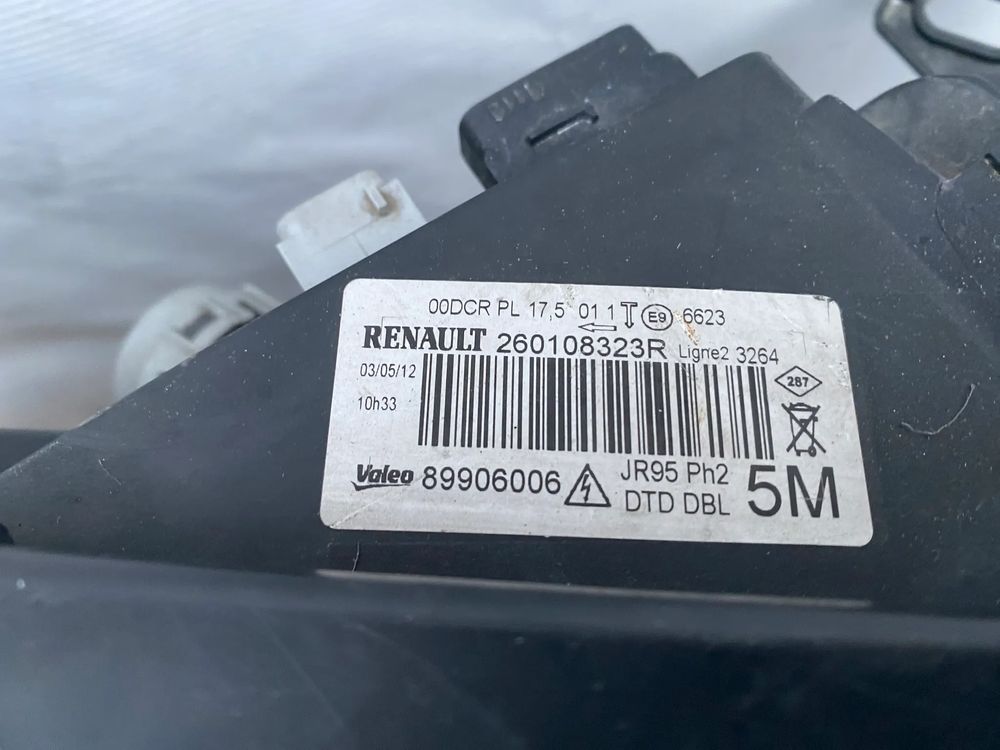 00DCR PL 17,5 01 1 E9 6623
RENAULT 260108323R Ligne2 3264
03/05/12
10h33
287
Valeo 89906006
JR95 Ph2
DTD DBL
5M